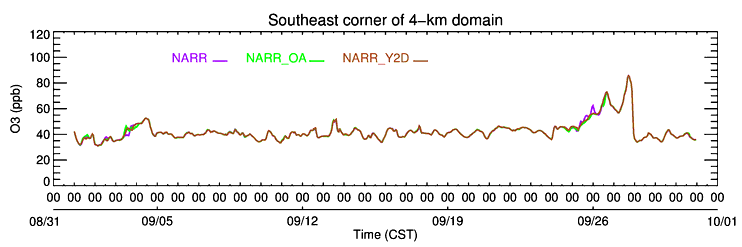 Southeast corner of 4-km domain
120
100
80
60
40
20
0
O3 (ppb)
NARR NARR_OA NARR_Y2D
00 00 00 00 00 00 00 00 00 00 00 00 00 00 00 00 00 00 00 00 00 00 00 00 00 00 00 00 00 00 00 00 00
08/31 09/05 09/12 09/19 09/26 10/01
Time (CST)